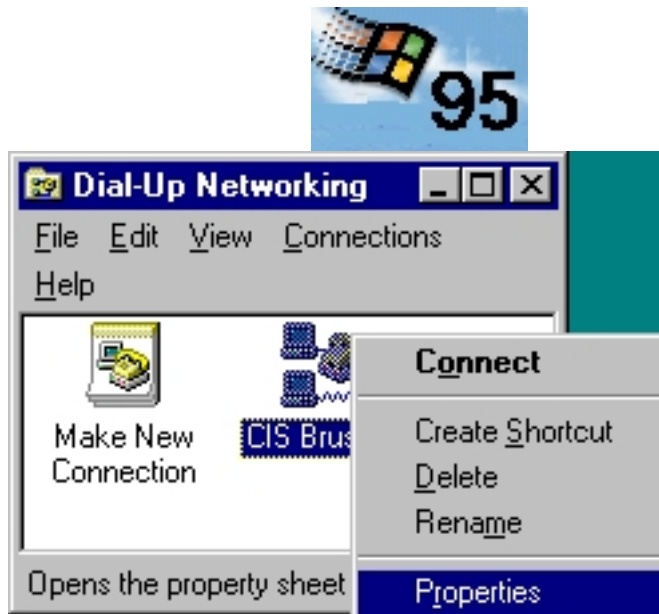 95
Dial-Up Networking
File Edit View Connections
Help
Make New
Connection
CIS Brus
Connect
Create Shortcut
Delete
Rename
Properties
Opens the property sheet